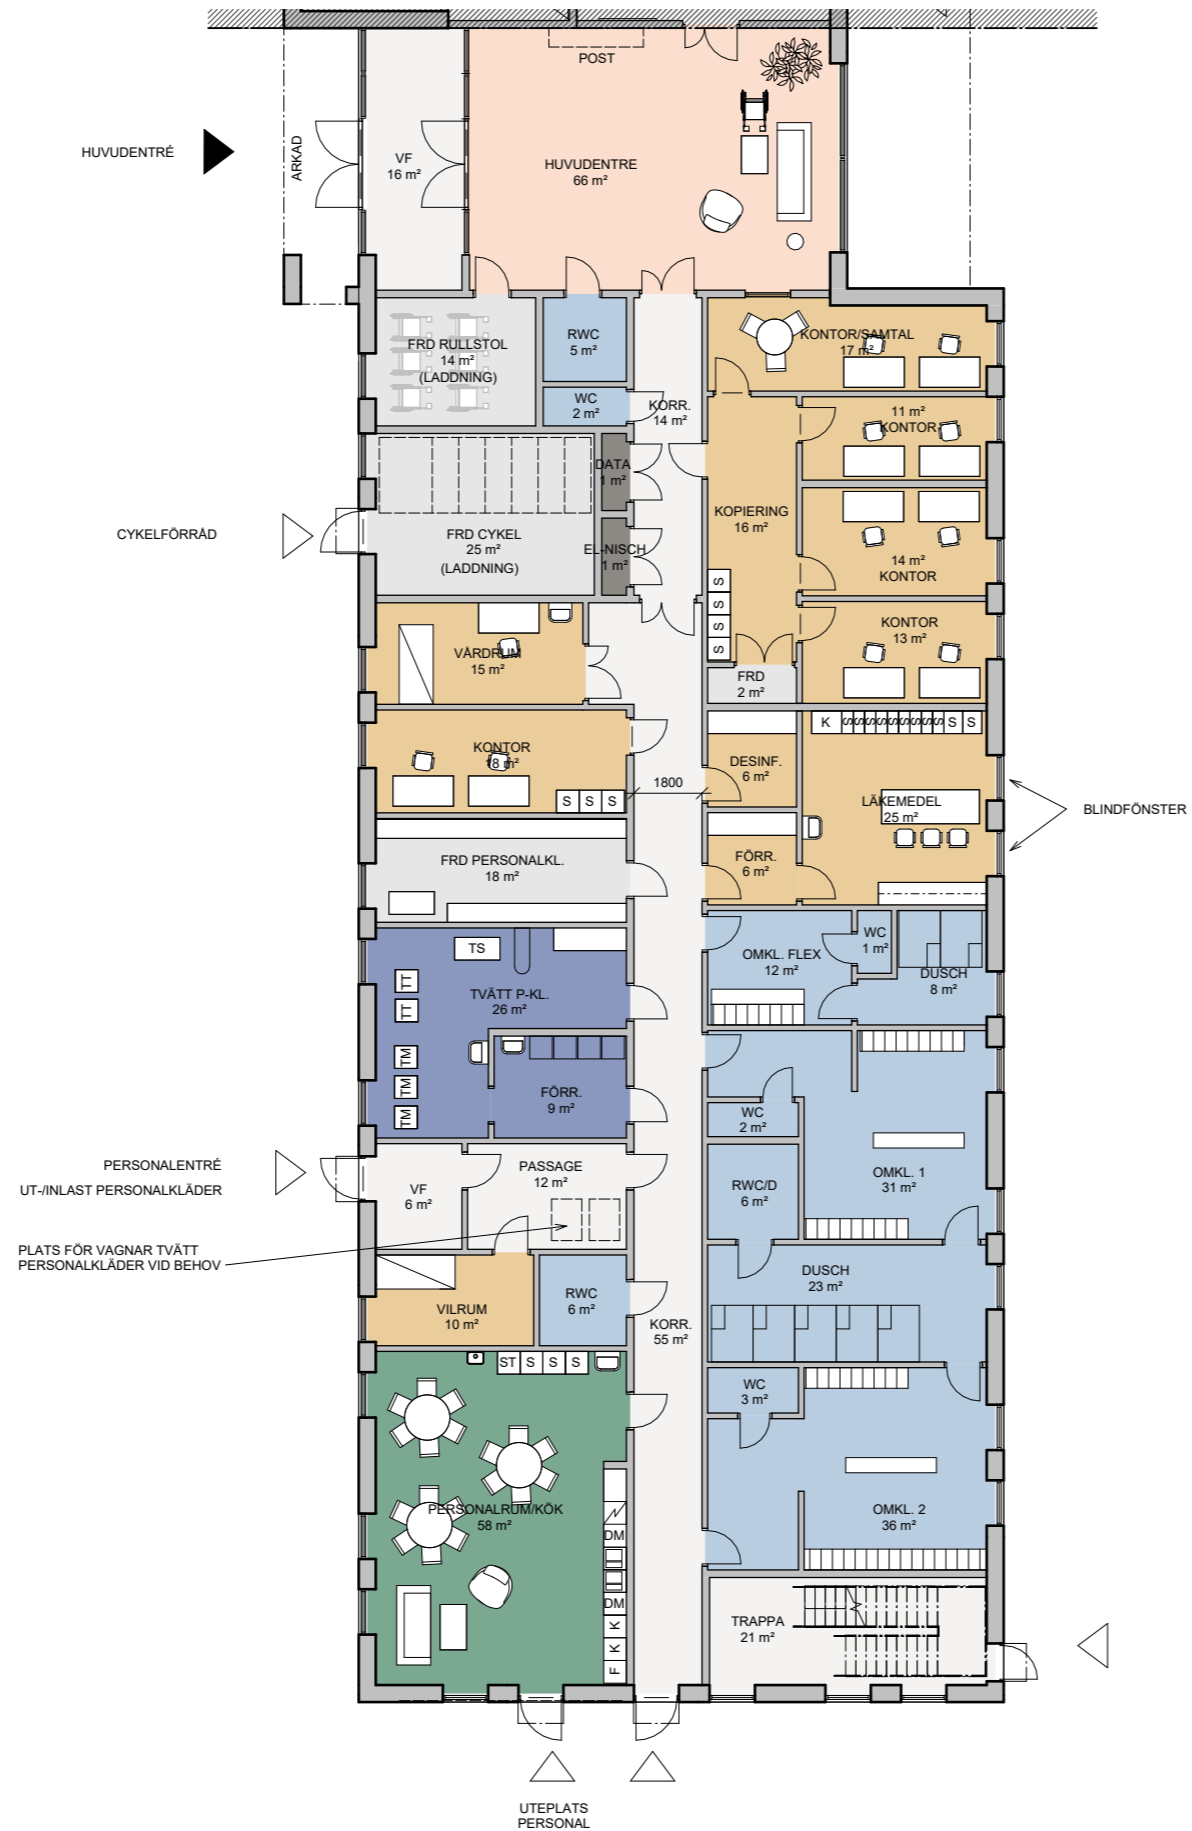 POST
HUVUDENTRÉ
ARKAD
VF
16 m²
HUVUDENTRE
66 m²
FRD RULLSTOL
14 m²
(LADDNING)
RWC
5 m²
WC
2 m²
KORR.
14 m²
KONTOR/SAMTAL
17 m²
11 m²
KONTOR
DATA
1 m²
KOPIERING
16 m²
CYKELFÖRRÅD
FRD CYKEL
25 m²
(LADDNING)
EL-NISCH
1 m²
14 m²
KONTOR
S
S
S
S
KONTOR
13 m²
VÅRDRUM
15 m²
FRD
2 m²
K S S S S S S S S S S S
KONTOR
18 m²
S S S
1800
DESINF.
6 m²
LÄKEMEDEL
25 m²
BLINDFÖNSTER
FRD PERSONALKL.
18 m²
FÖRR.
6 m²
TS
TT
TT
TVÄTT P-KL.
26 m²
OMKL. FLEX
12 m²
WC
1 m²
DUSCH
8 m²
TM
TM
TM
FÖRR.
9 m²
WC
2 m²
PERSONALENTRÉ
UT-/INLAST PERSONALKLÄDER
VF
6 m²
PASSAGE
12 m²
RWC/D
6 m²
OMKL. 1
31 m²
PLATS FÖR VAGNAR TVÄTT
PERSONALKLÄDER VID BEHOV
VILRUM
10 m²
RWC
6 m²
KORR.
55 m²
DUSCH
23 m²
ST S S S
WC
3 m²
PERSONALRUM/KÖK
58 m²
DM
DM
K
K
F
OMKL. 2
36 m²
TRAPPA
21 m²
UTEPLATS
PERSONAL